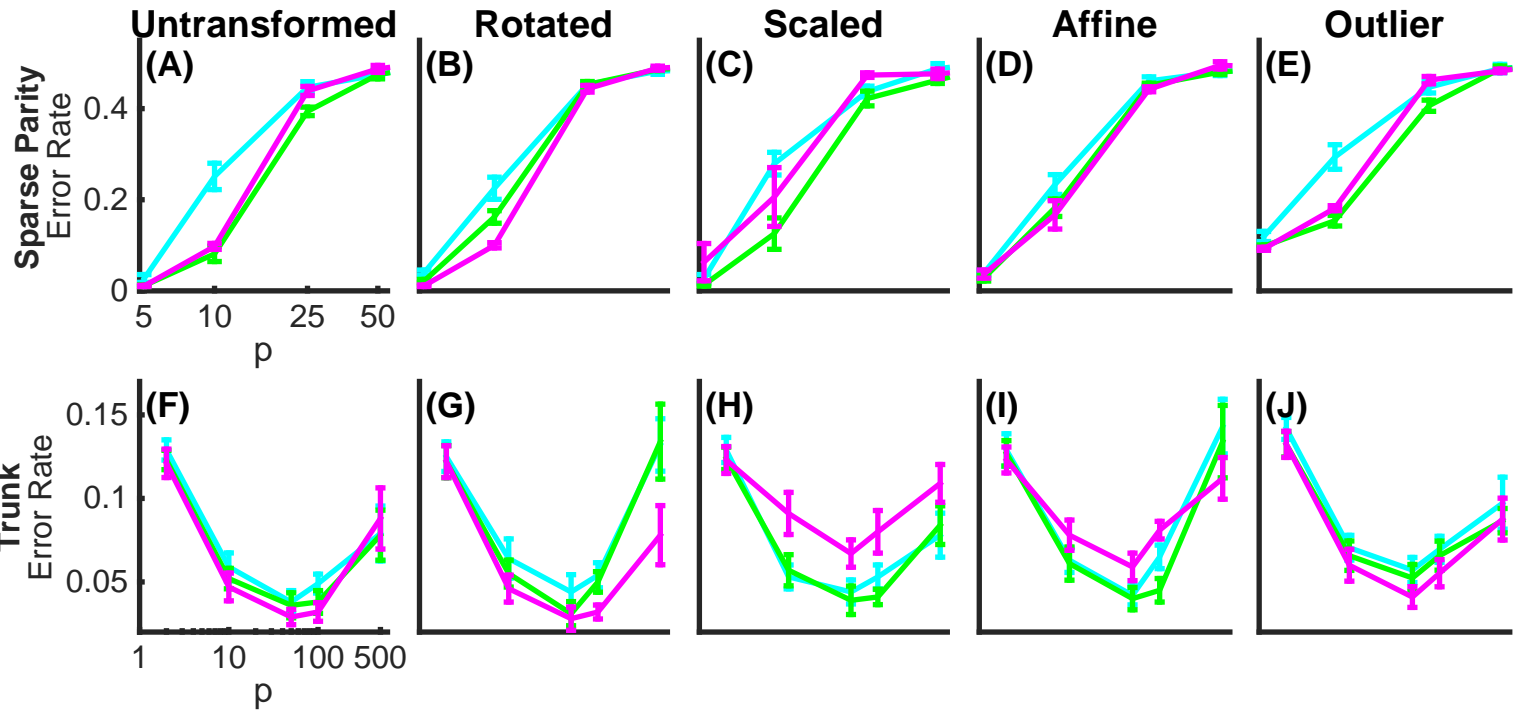 Untransformed Rotated Scaled Affine Outlier
(A) (B) (C) (D) (E)
Sparse Parity
Error Rate
0.4
0.2
0
5 10 25 50
p
(F) (G) (H) (I) (J)
Trunk
Error Rate
0.15
0.1
0.05
1 10 100 500
p